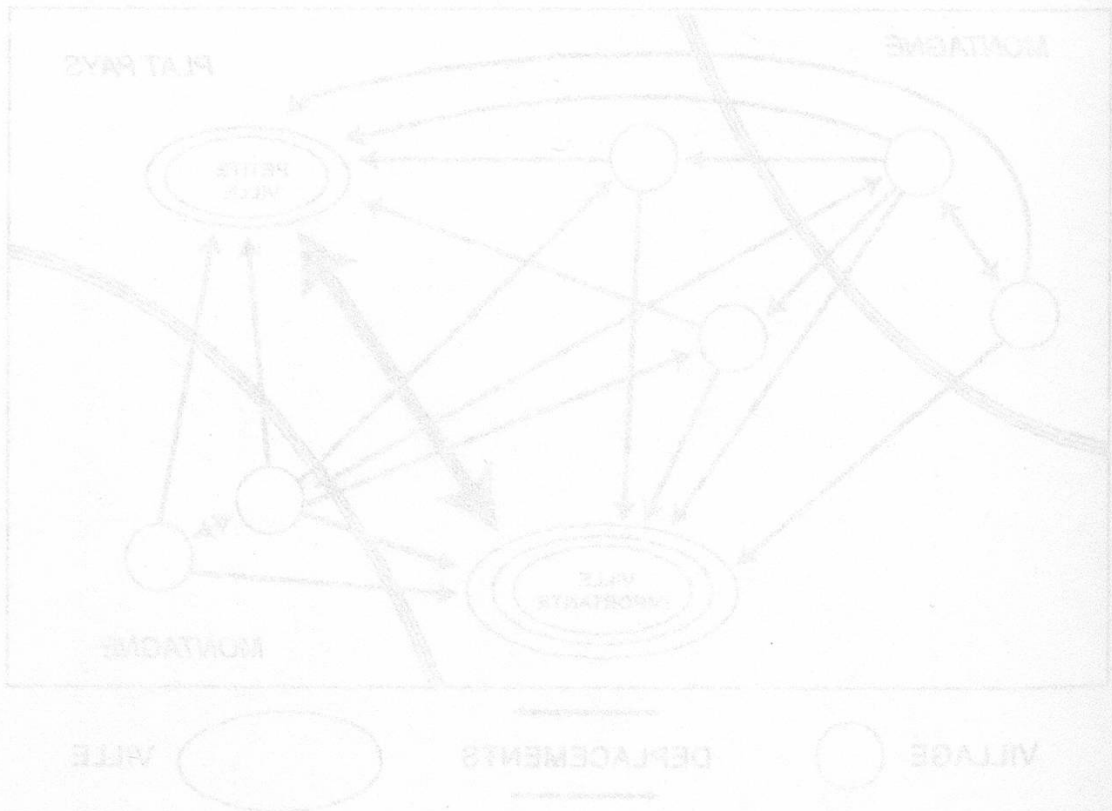 MONTAGNE
PLAT PAYS
PETITE
VILLE
VILLE
IMPORTANTE
MONTAGNE
VILLAGE
DEPLACEMENTS
VILLE